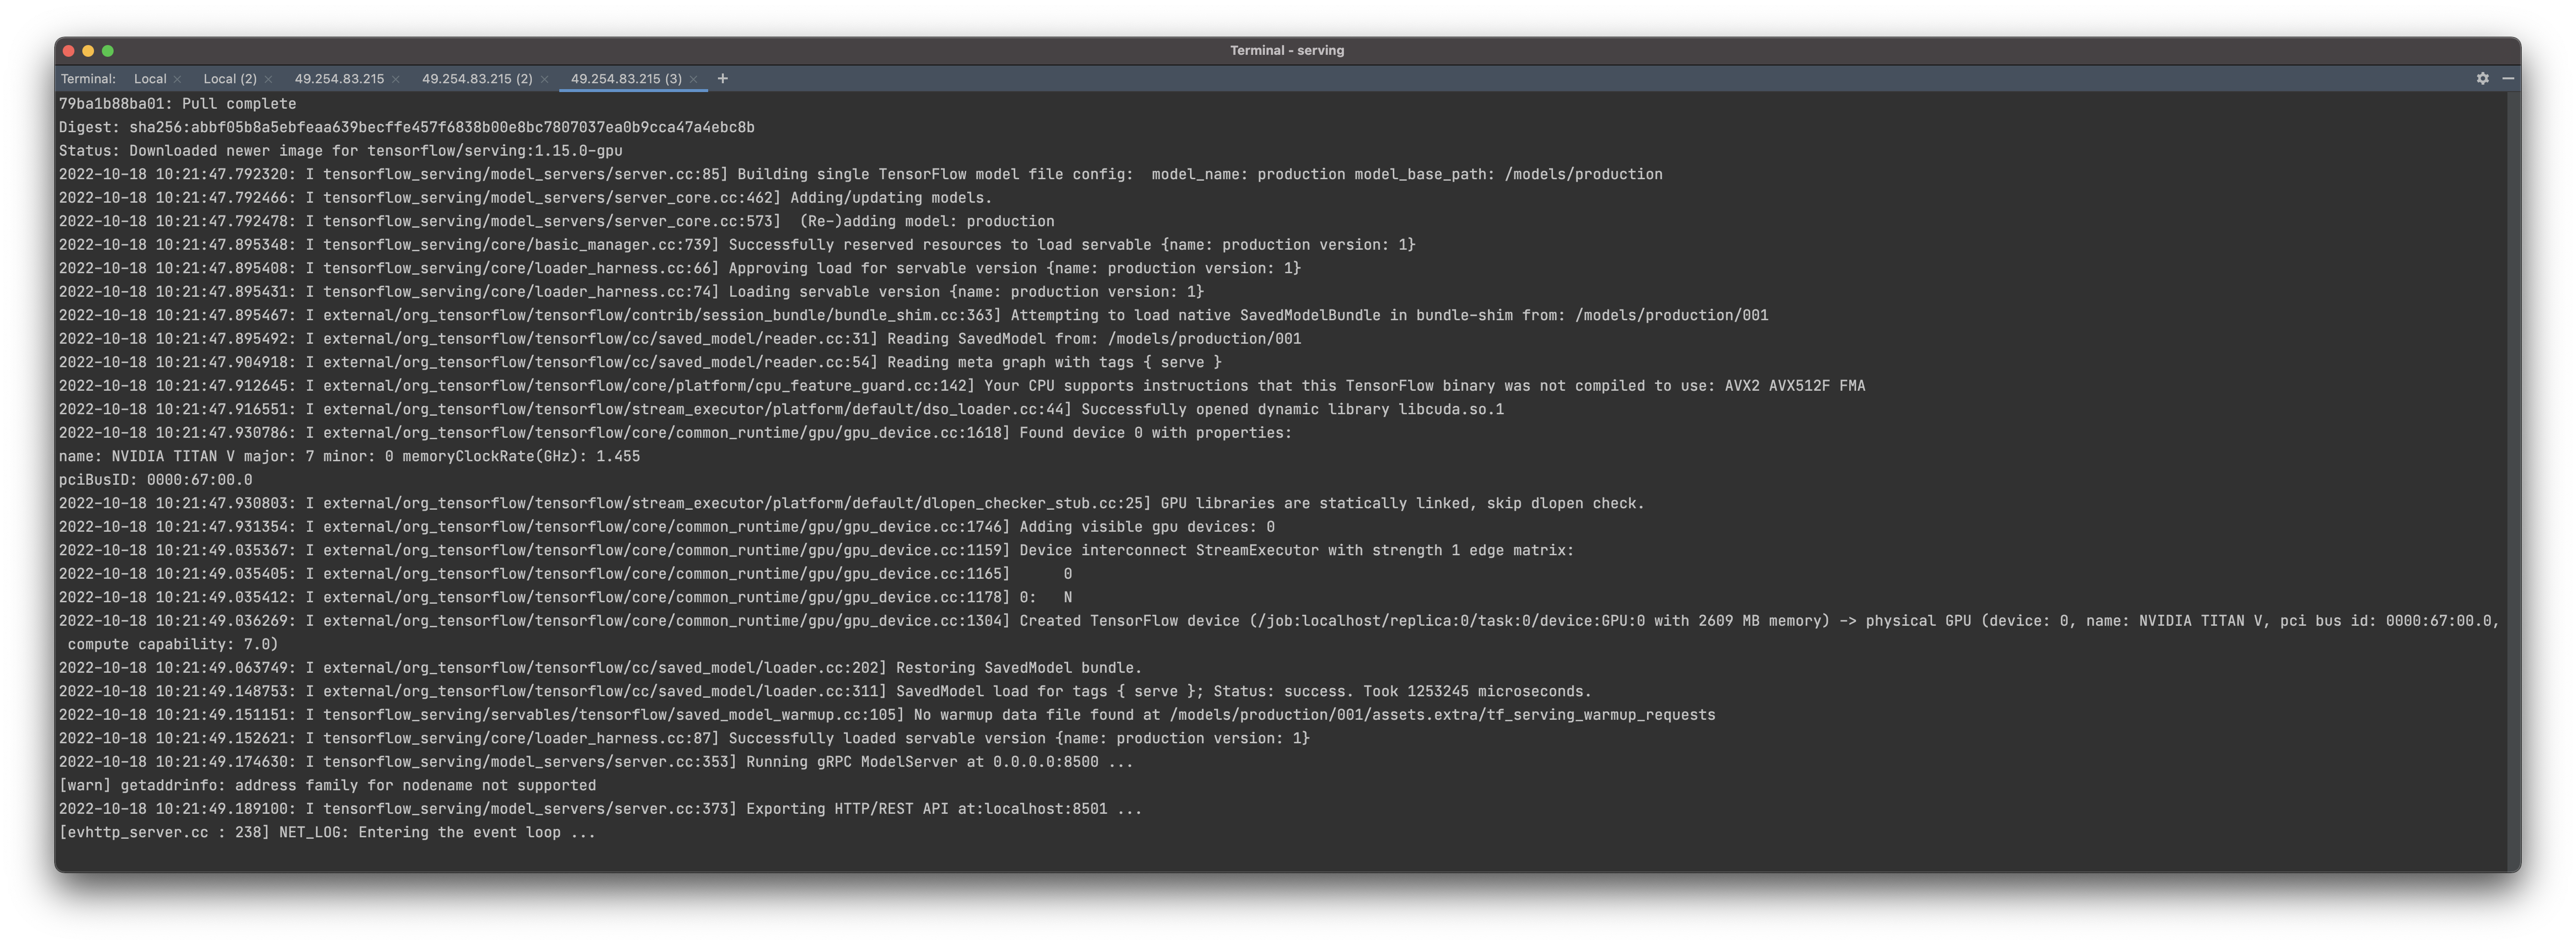 Terminal - serving
Terminal: Local × Local (2) × 49.254.83.215 × 49.254.83.215 (2) × 49.254.83.215 (3) × +
79ba1b88ba01: Pull complete
Digest: sha256:abbf05b8a5ebfeaa639becffe457f6838b00e8bc7807037ea0b9cca47a4ebc8b
Status: Downloaded newer image for tensorflow/serving:1.15.0-gpu
2022-10-18 10:21:47.792320: I tensorflow_serving/model_servers/server.cc:85] Building single TensorFlow model file config:  model_name: production model_base_path: /models/production
2022-10-18 10:21:47.792466: I tensorflow_serving/model_servers/server_core.cc:462] Adding/updating models.
2022-10-18 10:21:47.792478: I tensorflow_serving/model_servers/server_core.cc:573]  (Re-)adding model: production
2022-10-18 10:21:47.895348: I tensorflow_serving/core/basic_manager.cc:739] Successfully reserved resources to load servable {name: production version: 1}
2022-10-18 10:21:47.895408: I tensorflow_serving/core/loader_harness.cc:66] Approving load for servable version {name: production version: 1}
2022-10-18 10:21:47.895431: I tensorflow_serving/core/loader_harness.cc:74] Loading servable version {name: production version: 1}
2022-10-18 10:21:47.895467: I external/org_tensorflow/tensorflow/contrib/session_bundle/bundle_shim.cc:363] Attempting to load native SavedModelBundle in bundle-shim from: /models/production/001
2022-10-18 10:21:47.895492: I external/org_tensorflow/tensorflow/cc/saved_model/reader.cc:31] Reading SavedModel from: /models/production/001
2022-10-18 10:21:47.904918: I external/org_tensorflow/tensorflow/cc/saved_model/reader.cc:54] Reading meta graph with tags { serve }
2022-10-18 10:21:47.912645: I external/org_tensorflow/tensorflow/core/platform/cpu_feature_guard.cc:142] Your CPU supports instructions that this TensorFlow binary was not compiled to use: AVX2 AVX512F FMA
2022-10-18 10:21:47.916551: I external/org_tensorflow/tensorflow/stream_executor/platform/default/dso_loader.cc:44] Successfully opened dynamic library libcuda.so.1
2022-10-18 10:21:47.930786: I external/org_tensorflow/tensorflow/core/common_runtime/gpu/gpu_device.cc:1618] Found device 0 with properties:
name: NVIDIA TITAN V major: 7 minor: 0 memoryClockRate(GHz): 1.455
pciBusID: 0000:67:00.0
2022-10-18 10:21:47.930803: I external/org_tensorflow/tensorflow/stream_executor/platform/default/dlopen_checker_stub.cc:25] GPU libraries are statically linked, skip dlopen check.
2022-10-18 10:21:47.931354: I external/org_tensorflow/tensorflow/core/common_runtime/gpu/gpu_device.cc:1746] Adding visible gpu devices: 0
2022-10-18 10:21:49.035367: I external/org_tensorflow/tensorflow/core/common_runtime/gpu/gpu_device.cc:1159] Device interconnect StreamExecutor with strength 1 edge matrix:
2022-10-18 10:21:49.035405: I external/org_tensorflow/tensorflow/core/common_runtime/gpu/gpu_device.cc:1165]      0
2022-10-18 10:21:49.035412: I external/org_tensorflow/tensorflow/core/common_runtime/gpu/gpu_device.cc:1178] 0:   N
2022-10-18 10:21:49.036269: I external/org_tensorflow/tensorflow/core/common_runtime/gpu/gpu_device.cc:1304] Created TensorFlow device (/job:localhost/replica:0/task:0/device:GPU:0 with 2609 MB memory) -> physical GPU (device: 0, name: NVIDIA TITAN V, pci bus id: 0000:67:00.0,
 compute capability: 7.0)
2022-10-18 10:21:49.063749: I external/org_tensorflow/tensorflow/cc/saved_model/loader.cc:202] Restoring SavedModel bundle.
2022-10-18 10:21:49.148753: I external/org_tensorflow/tensorflow/cc/saved_model/loader.cc:311] SavedModel load for tags { serve }; Status: success. Took 1253245 microseconds.
2022-10-18 10:21:49.151151: I tensorflow_serving/servables/tensorflow/saved_model_warmup.cc:105] No warmup data file found at /models/production/001/assets.extra/tf_serving_warmup_requests
2022-10-18 10:21:49.152621: I tensorflow_serving/core/loader_harness.cc:87] Successfully loaded servable version {name: production version: 1}
2022-10-18 10:21:49.174630: I tensorflow_serving/model_servers/server.cc:353] Running gRPC ModelServer at 0.0.0.0:8500 ...
[warn] getaddrinfo: address family for nodename not supported
2022-10-18 10:21:49.189100: I tensorflow_serving/model_servers/server.cc:373] Exporting HTTP/REST API at:localhost:8501 ...
[evhttp_server.cc : 238] NET_LOG: Entering the event loop ...